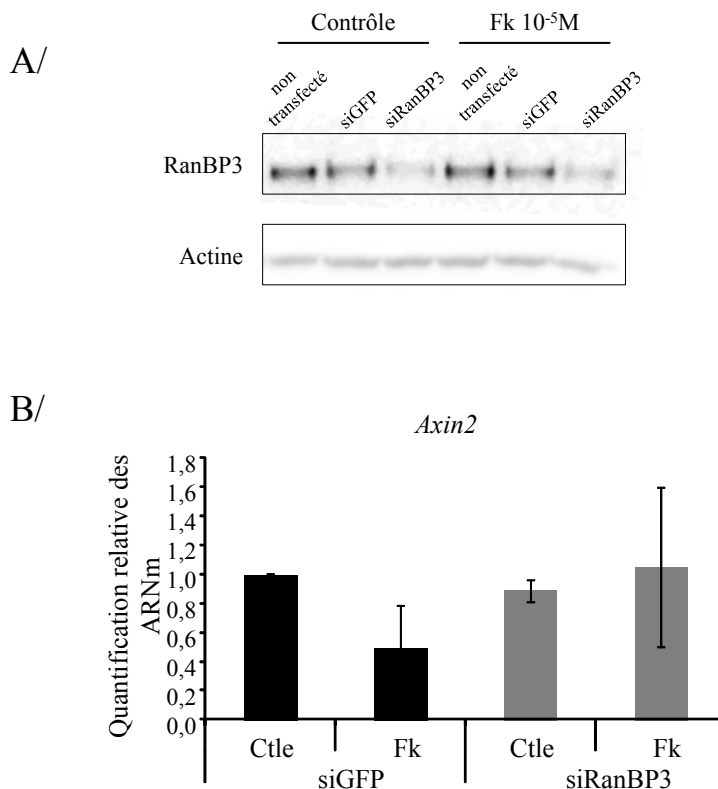 A/
Contrôle
Fk 10-5M
non
transfecté
siGFP
siRanBP3
non
transfecté
siGFP
siRanBP3
RanBP3
Actine
B/
Axin2
Quantification relative des
ARNm
1,8
1,6
1,4
1,2
1,0
0,8
0,6
0,4
0,2
0,0
Ctle
Fk
Ctle
Fk
siGFP
siRanBP3